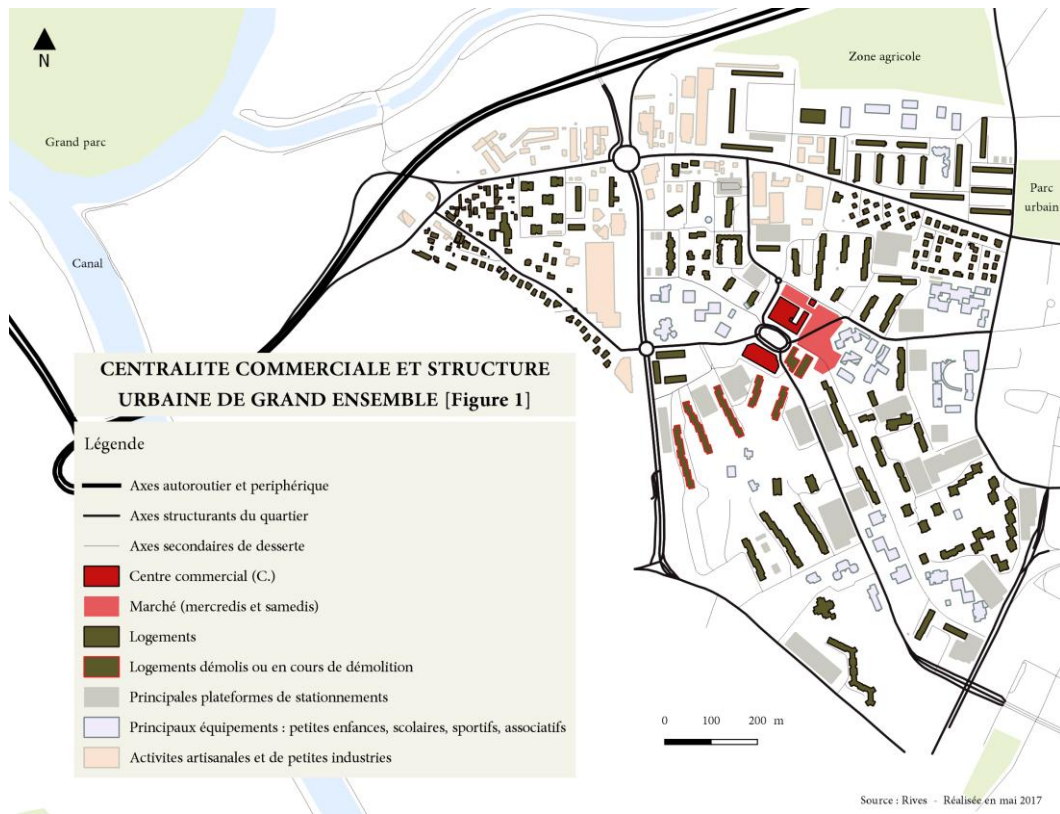 N
Grand parc
Canal
Zone agricole
Parc
urbain
CENTRALITE COMMERCIALE ET STRUCTURE
URBAINE DE GRAND ENSEMBLE [Figure 1]
Légende
Axes autoroutier et periphérique
Axes structurants du quartier
Axes secondaires de desserte
Centre commercial (C.)
Marché (mercredis et samedis)
Logements
Logements démolis ou en cours de démolition
Principales plateformes de stationnements
Principaux équipements : petites enfances, scolaires, sportifs, associatifs
Activites artisanales et de petites industries
0 100 200 m
Source : Rives - Réalisée en mai 2017